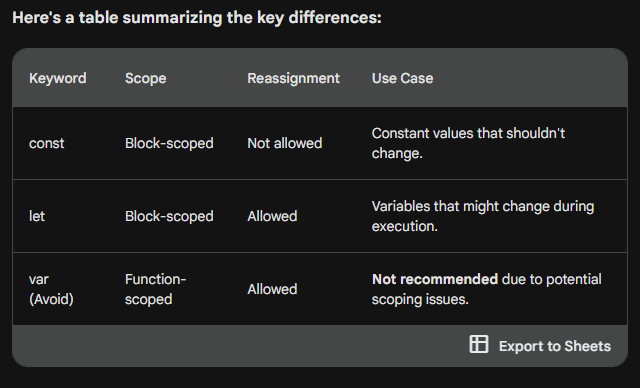 Here's a table summarizing the key differences:
Keyword Scope Reassignment Use Case
const Block-scoped Not allowed Constant values that shouldn't
change.
let Block-scoped Allowed Variables that might change during
execution.
var Function- Allowed Not recommended due to potential
(Avoid) scoped scoping issues.
Export to Sheets